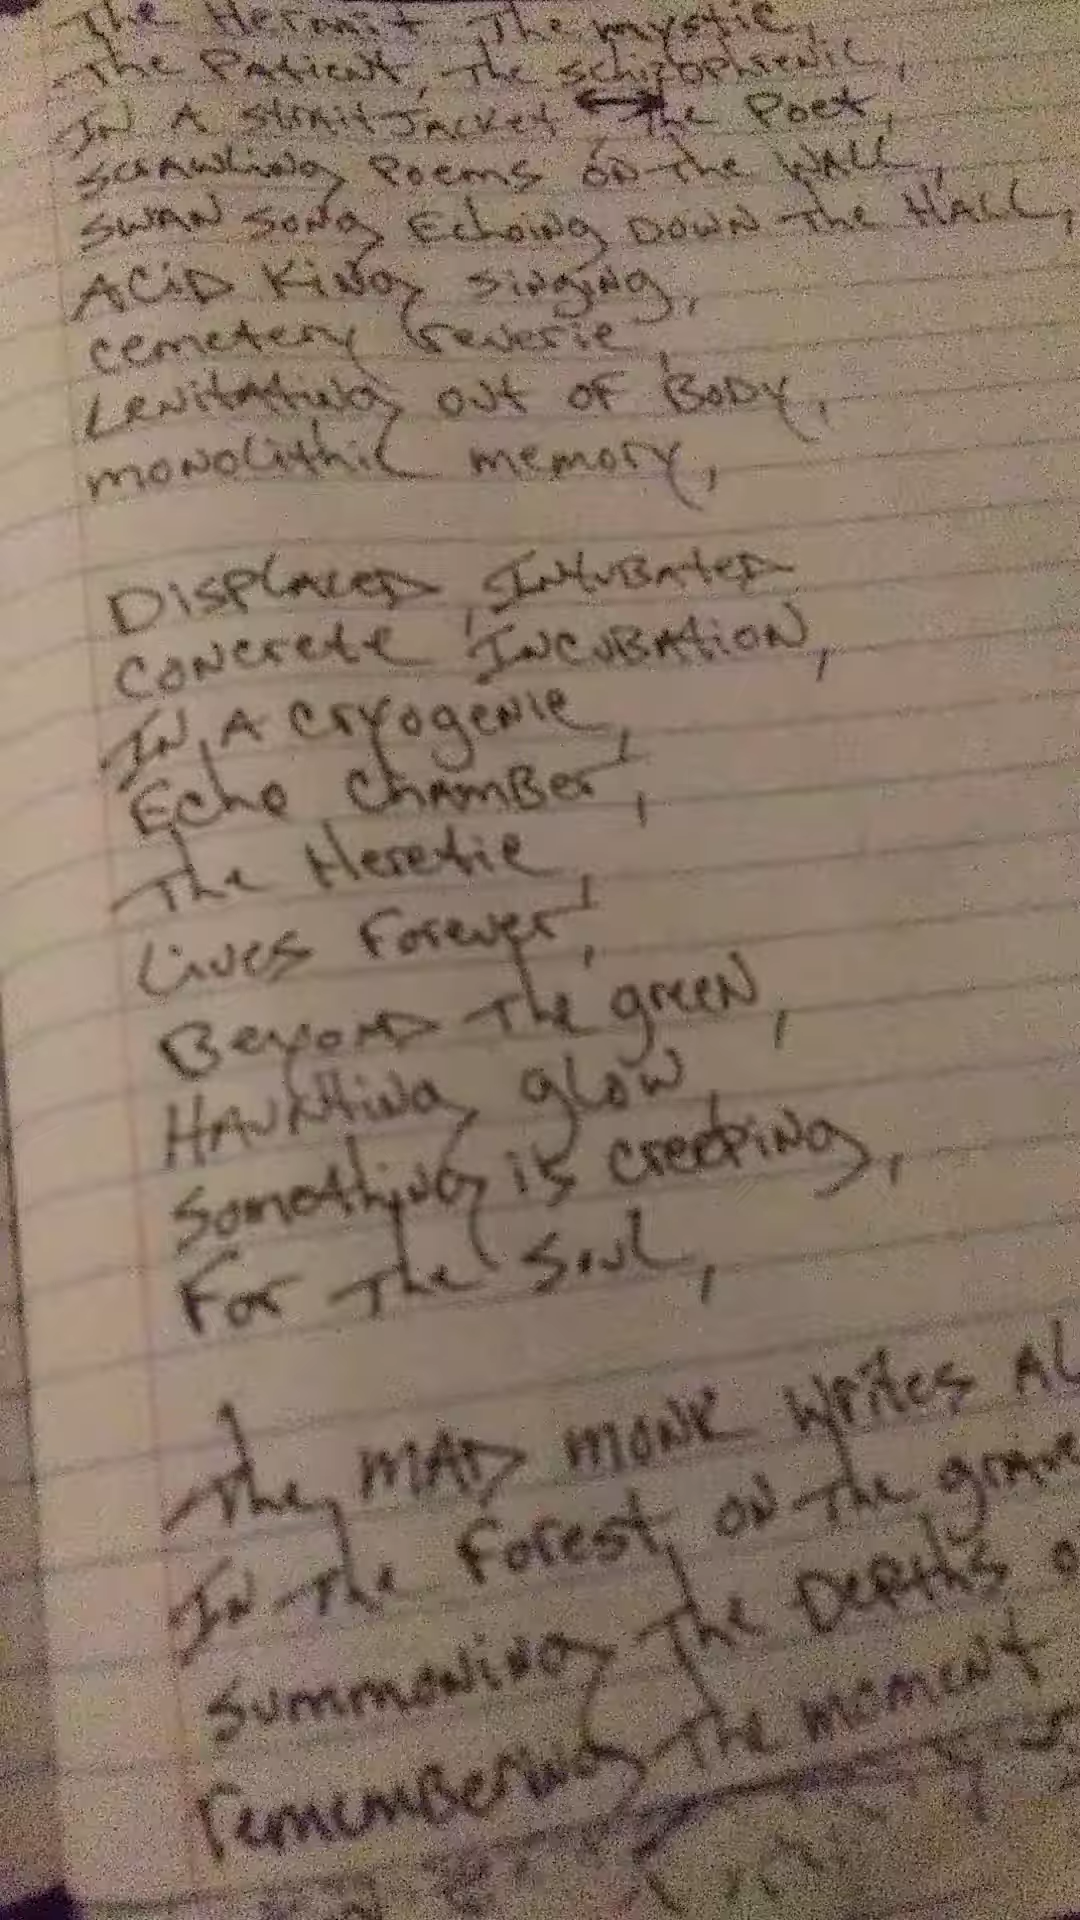 The Hermit, The mystic,
The Patient, the schizophrenic,
IN A strait Jacket the Poet,
scrawling Poems on the WALL,
SWAN SONG Echoing DOWN the HALL,
ACID KING singing,
cemetery reverie,
Levitating out of BODY,
monolithic memory,
DISPLACED, INTUBATED
CONCRETE INCUBATION,
IN A Cryogenic,
Echo Chamber,
The Heretic,
Lives Forever,
Beyond The green,
HAUNTING glow,
Something is creeping,
For The Soul,
The MAD MONK Writes
IN The Forest, on The
Summoning The Depths
remembering The moment